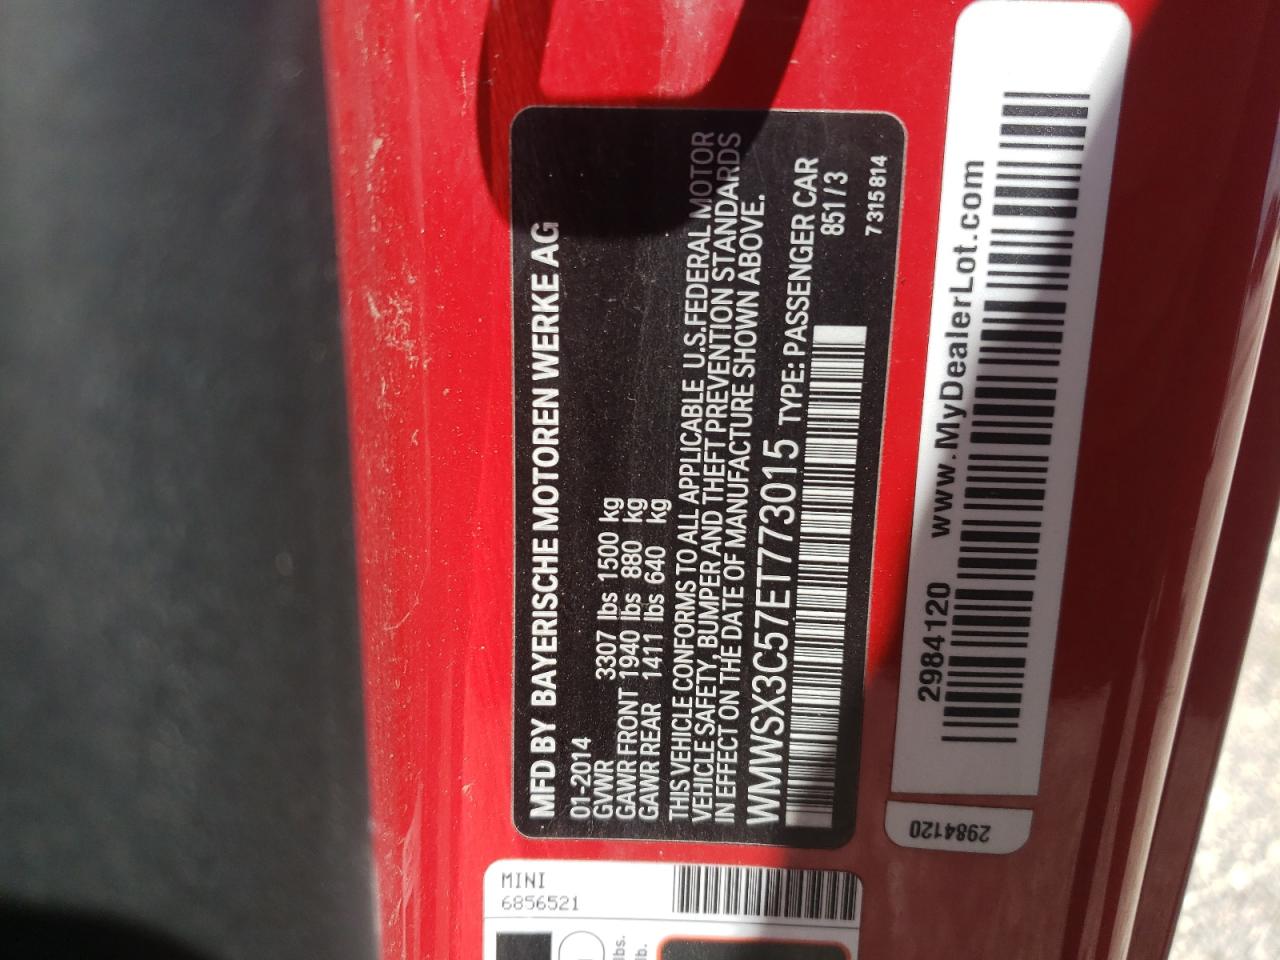 MFD BY BAYERISCHE MOTOREN WERKE AG
01-2014
GVWR 3307 lbs 1500 kg
GAWR FRONT 1940 lbs 880 kg
GAWR REAR 1411 lbs 640 kg
THIS VEHICLE CONFORMS TO ALL APPLICABLE U.S.FEDERAL MOTOR
VEHICLE SAFETY, BUMPER AND THEFT PREVENTION STANDARDS
IN EFFECT ON THE DATE OF MANUFACTURE SHOWN ABOVE.
WMWSX3C57ET773015 TYPE: PASSENGER CAR
851 / 3
7 315 814
2984120 www.MyDealerLot.com
2984120
MINI
6856521
lbs.
lb.